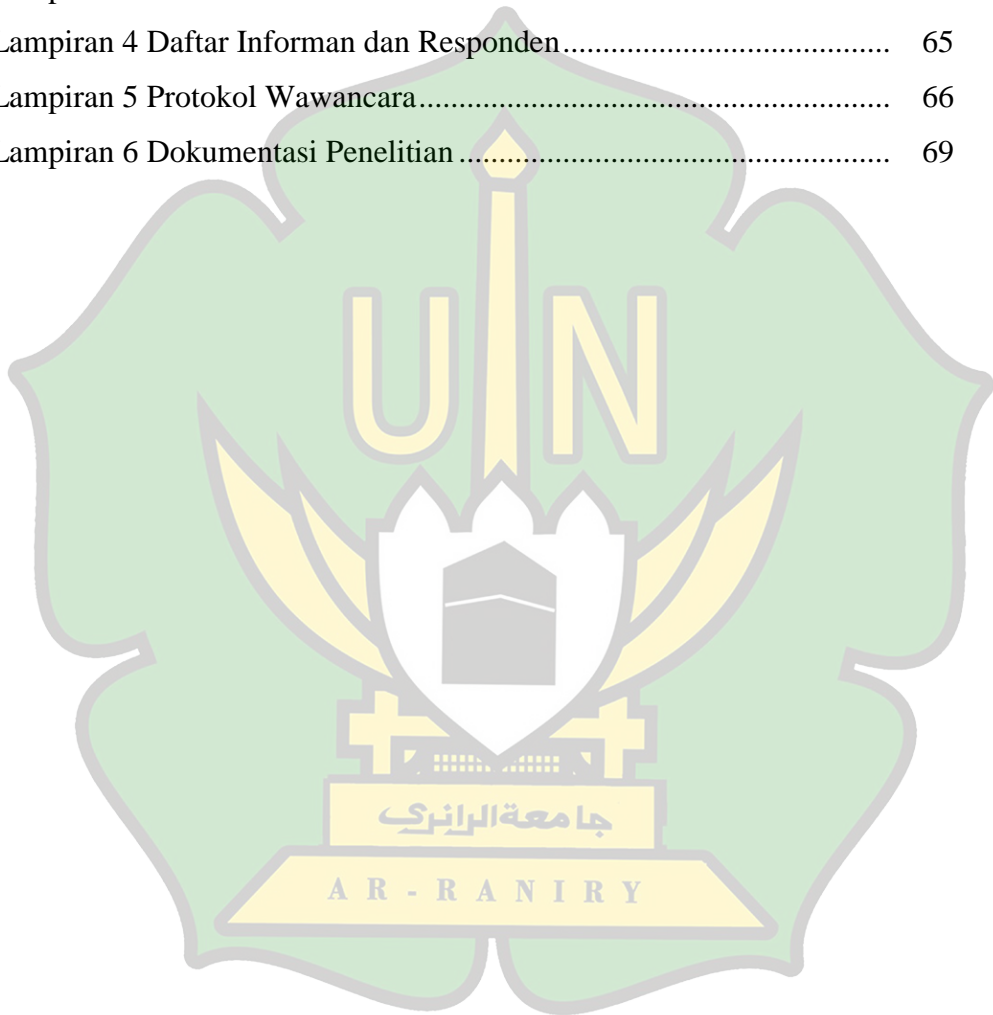 Lampiran 4 Daftar Informan dan Responden........................................ 65
Lampiran 5 Protokol Wawancara.......................................................... 66
Lampiran 6 Dokumentasi Penelitian ..................................................... 69
UIN
جامعة الرانري
AR-RANIRY